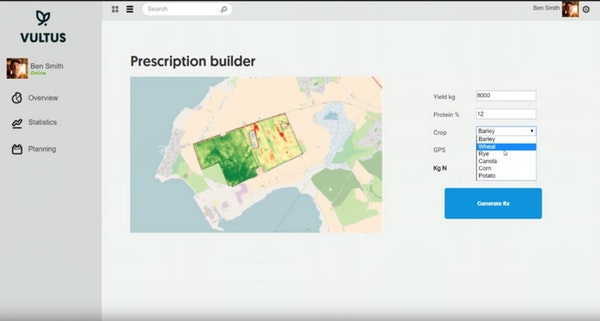 VULTUS
Search
Ben Smith
Ben Smith
Online
Overview
Statistics
Planning
Prescription builder
Yield kg
8000
Protein %
12
Crop
Barley
Barley
Wheat
Rye
Canola
Corn
Potato
GPS
Kg N
Generate Rx